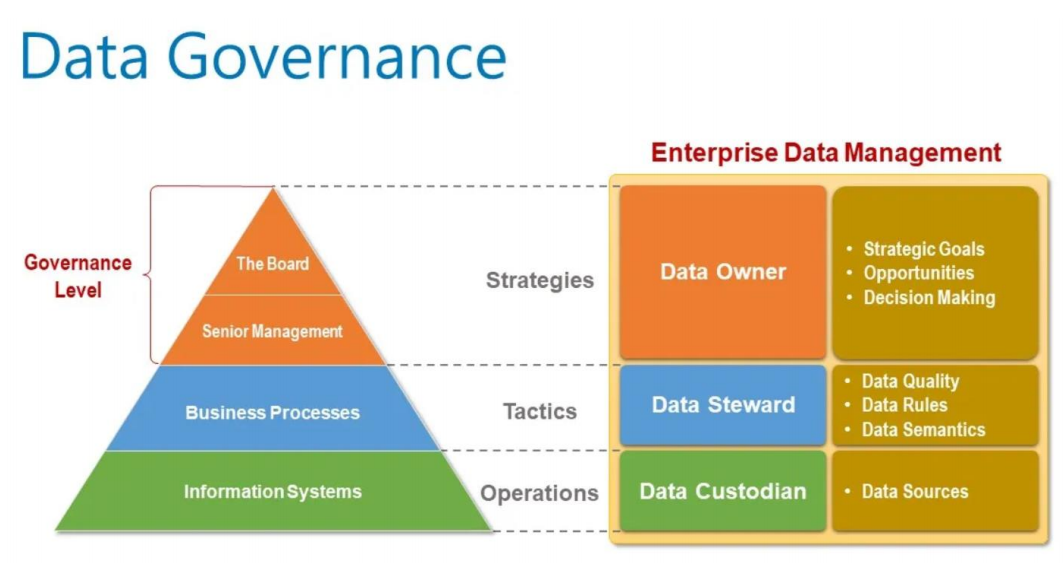 Data Governance
Enterprise Data Management
Governance
Level
The Board
Senior Management
Business Processes
Information Systems
Strategies
Tactics
Operations
Data Owner
• Strategic Goals
• Opportunities
• Decision Making
Data Steward
• Data Quality
• Data Rules
• Data Semantics
Data Custodian
• Data Sources